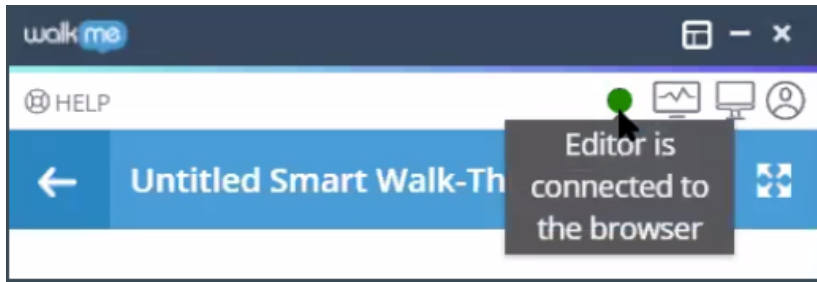 walkme
HELP
Untitled Smart Walk-Th
Editor is
connected to
the browser